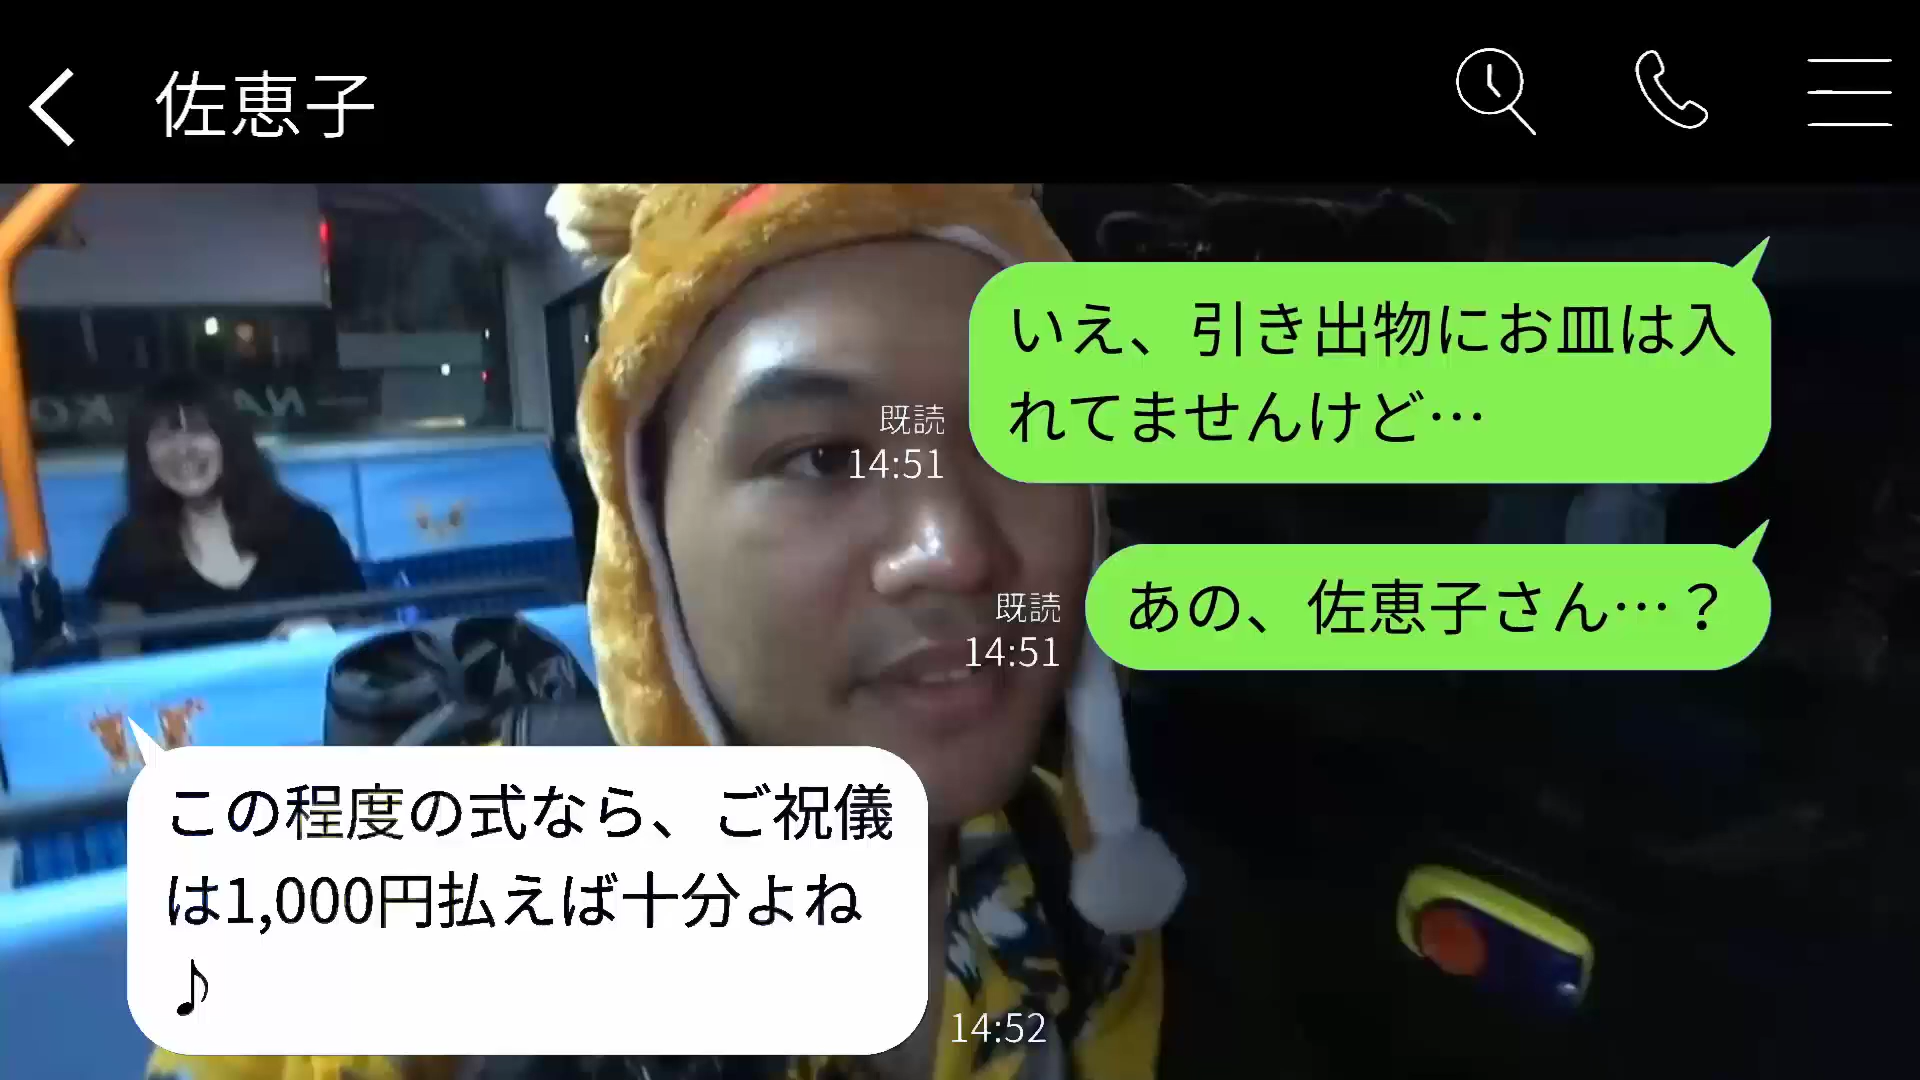 佐恵子
いえ、引き出物にお皿は入
れてませんけど…
既読
14:51
あの、佐恵子さん…？
既読
14:51
この程度の式なら、ご祝儀
は1,000円払えば十分よね
♪
14:52